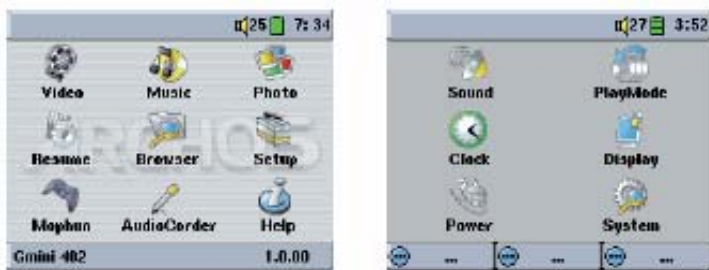 25 7:34
Video Music Photo
ARCHOS
Resume Browser Setup
Mophun AudioCorder Help
Gmini 402 1.0.00
27 3:52
Sound PlayMode
Clock Display
Power System
... ... ...